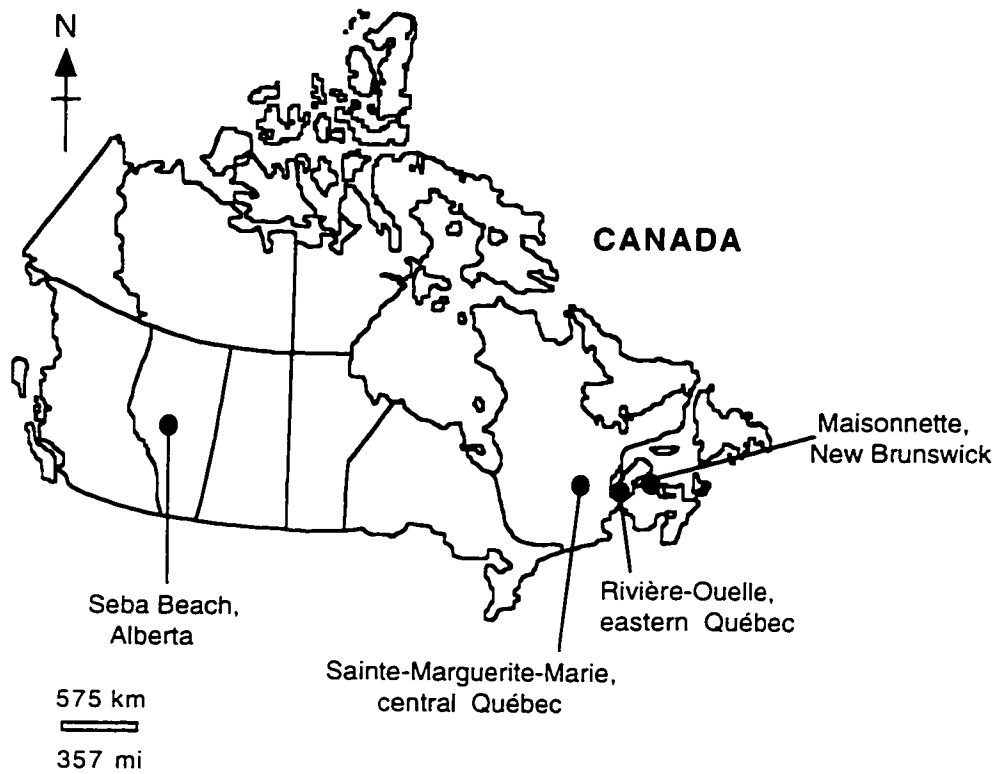 N
CANADA
Maisonnette,
New Brunswick
Seba Beach,
Alberta
Rivière-Ouelle,
eastern Québec
Sainte-Marguerite-Marie,
central Québec
575 km
357 mi